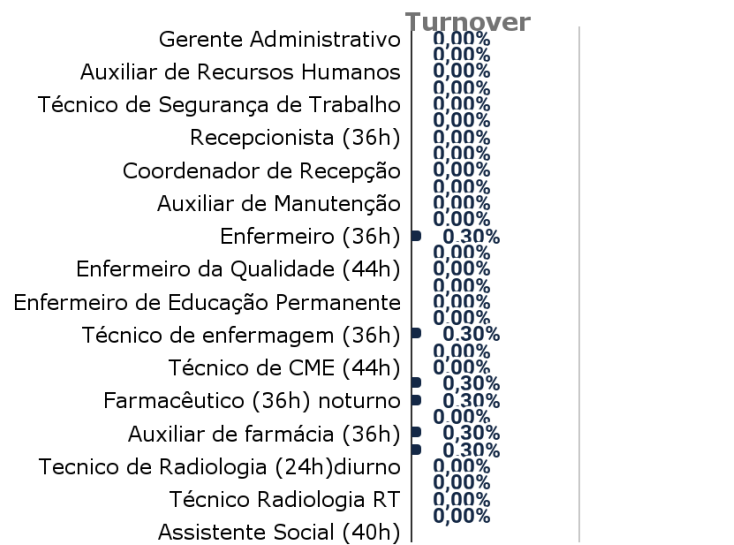 Turnover
Gerente Administrativo 0,00%
0,00%
Auxiliar de Recursos Humanos 0,00%
0,00%
Técnico de Segurança de Trabalho 0,00%
0,00%
Recepcionista (36h) 0,00%
0,00%
Coordenador de Recepção 0,00%
0,00%
Auxiliar de Manutenção 0,00%
0,00%
Enfermeiro (36h) 0,30%
0,00%
Enfermeiro da Qualidade (44h) 0,00%
0,00%
Enfermeiro de Educação Permanente 0,00%
0,00%
Técnico de enfermagem (36h) 0,30%
0,00%
Técnico de CME (44h) 0,00%
0,30%
Farmacêutico (36h) noturno 0,30%
0,00%
Auxiliar de farmácia (36h) 0,30%
0,30%
Tecnico de Radiologia (24h)diurno 0,00%
0,00%
Técnico Radiologia RT 0,00%
0,00%
Assistente Social (40h)